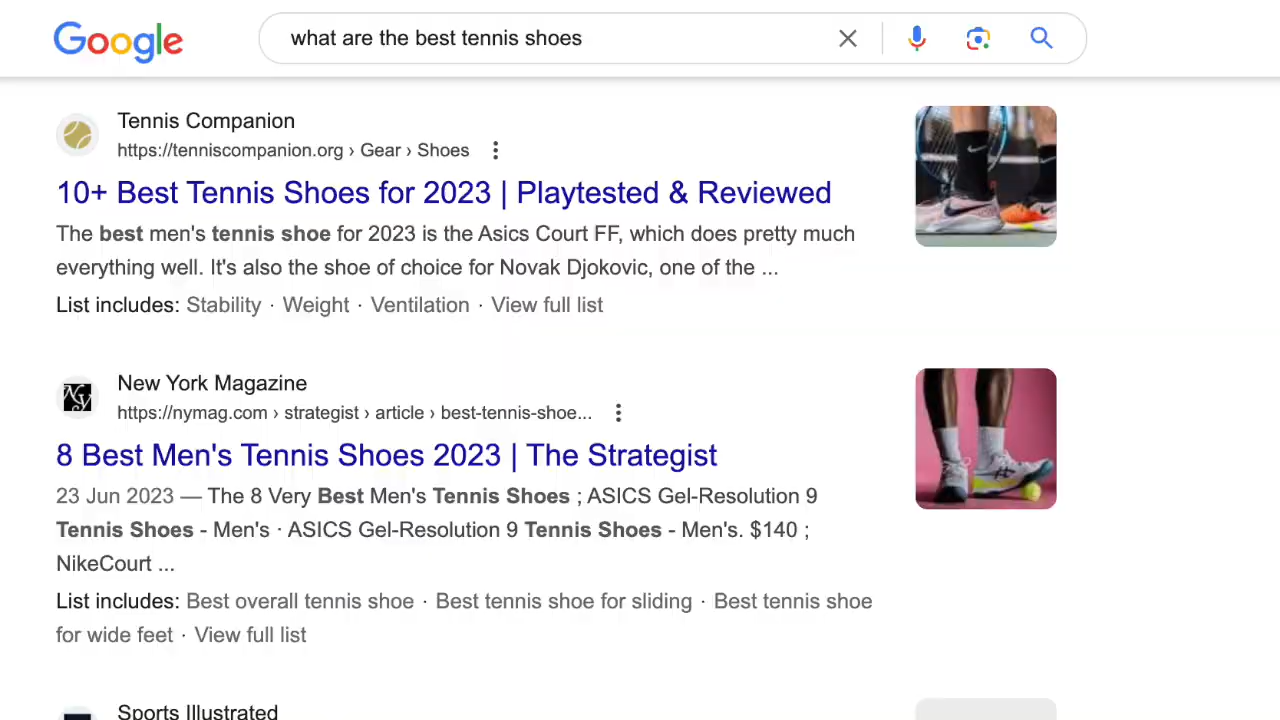 Google
what are the best tennis shoes
Tennis Companion
https://tenniscompanion.org › Gear › Shoes
10+ Best Tennis Shoes for 2023 | Playtested & Reviewed
The best men's tennis shoe for 2023 is the Asics Court FF, which does pretty much
everything well. It's also the shoe of choice for Novak Djokovic, one of the ...
List includes: Stability · Weight · Ventilation · View full list
Ny
New York Magazine
https://nymag.com › strategist › article › best-tennis-shoe...
8 Best Men's Tennis Shoes 2023 | The Strategist
23 Jun 2023 — The 8 Very Best Men's Tennis Shoes ; ASICS Gel-Resolution 9
Tennis Shoes - Men's · ASICS Gel-Resolution 9 Tennis Shoes - Men's. $140 ;
NikeCourt ...
List includes: Best overall tennis shoe · Best tennis shoe for sliding · Best tennis shoe
for wide feet · View full list
Sports Illustrated